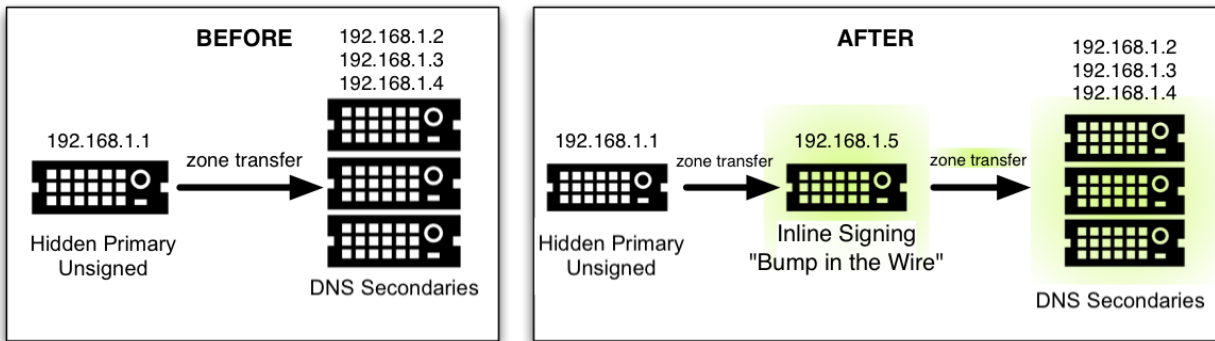 BEFORE
192.168.1.2
192.168.1.3
192.168.1.4
192.168.1.1
zone transfer
Hidden Primary
Unsigned
DNS Secondaries
AFTER
192.168.1.2
192.168.1.3
192.168.1.4
192.168.1.1
zone transfer
192.168.1.5
zone transfer
Hidden Primary
Unsigned
Inline Signing
"Bump in the Wire"
DNS Secondaries